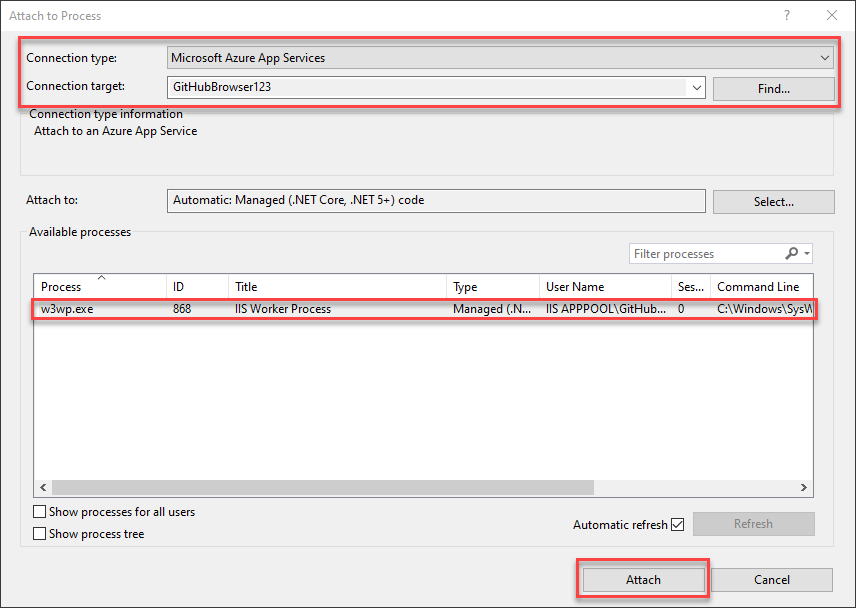 Attach to Process
Connection type: Microsoft Azure App Services
Connection target: GitHubBrowser123 Find...
Connection type information
Attach to an Azure App Service
Attach to: Automatic: Managed (.NET Core, .NET 5+) code Select...
Available processes
Filter processes
Process ID Title Type User Name Ses... Command Line
w3wp.exe 868 IIS Worker Process Managed (.N... IIS APPPOOL\GitHub... 0 C:\Windows\SysW
Show processes for all users
Automatic refresh Refresh
Show process tree
Attach Cancel